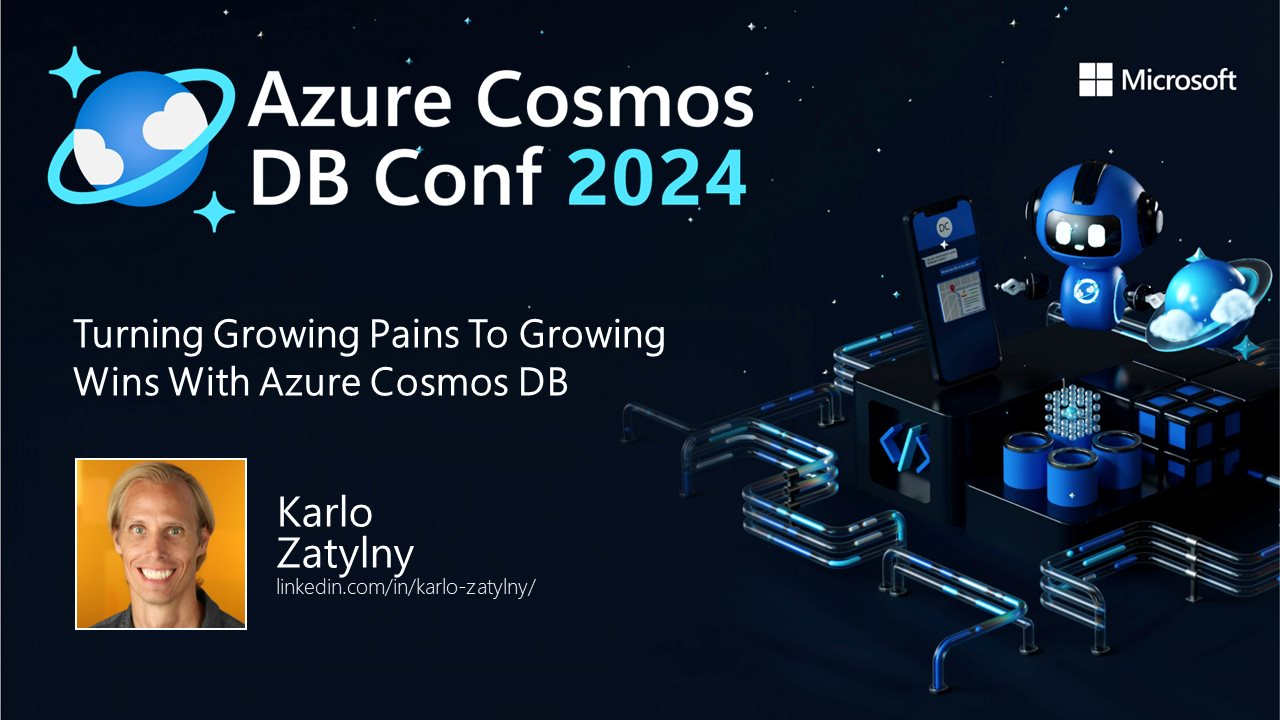 Azure Cosmos
DB Conf 2024
Microsoft
Turning Growing Pains To Growing
Wins With Azure Cosmos DB
Karlo
Zatylny
linkedin.com/in/karlo-zatylny/
DC